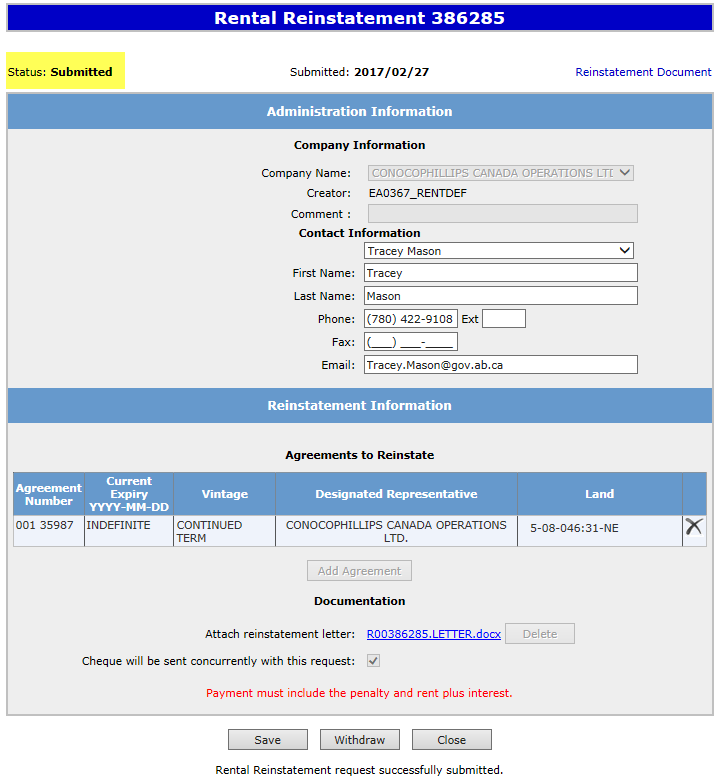 Rental Reinstatement 386285
Status: Submitted
Submitted: 2017/02/27
Reinstatement Document
Administration Information
Company Information
Company Name: CONOCOPHILLIPS CANADA OPERATIONS LTD
Creator: EA0367_RENTDEF
Comment :
Contact Information
Tracey Mason
First Name: Tracey
Last Name: Mason
Phone: (780) 422-9108 Ext
Fax: (___) ___-____
Email: Tracey.Mason@gov.ab.ca
Reinstatement Information
Agreements to Reinstate
Agreement Number
Current Expiry YYYY-MM-DD
Vintage
Designated Representative
Land
001 35987
INDEFINITE
CONTINUED TERM
CONOCOPHILLIPS CANADA OPERATIONS LTD.
5-08-046:31-NE
Add Agreement
Documentation
Attach reinstatement letter: R00386285.LETTER.docx Delete
Cheque will be sent concurrently with this request:
Payment must include the penalty and rent plus interest.
Save Withdraw Close
Rental Reinstatement request successfully submitted.